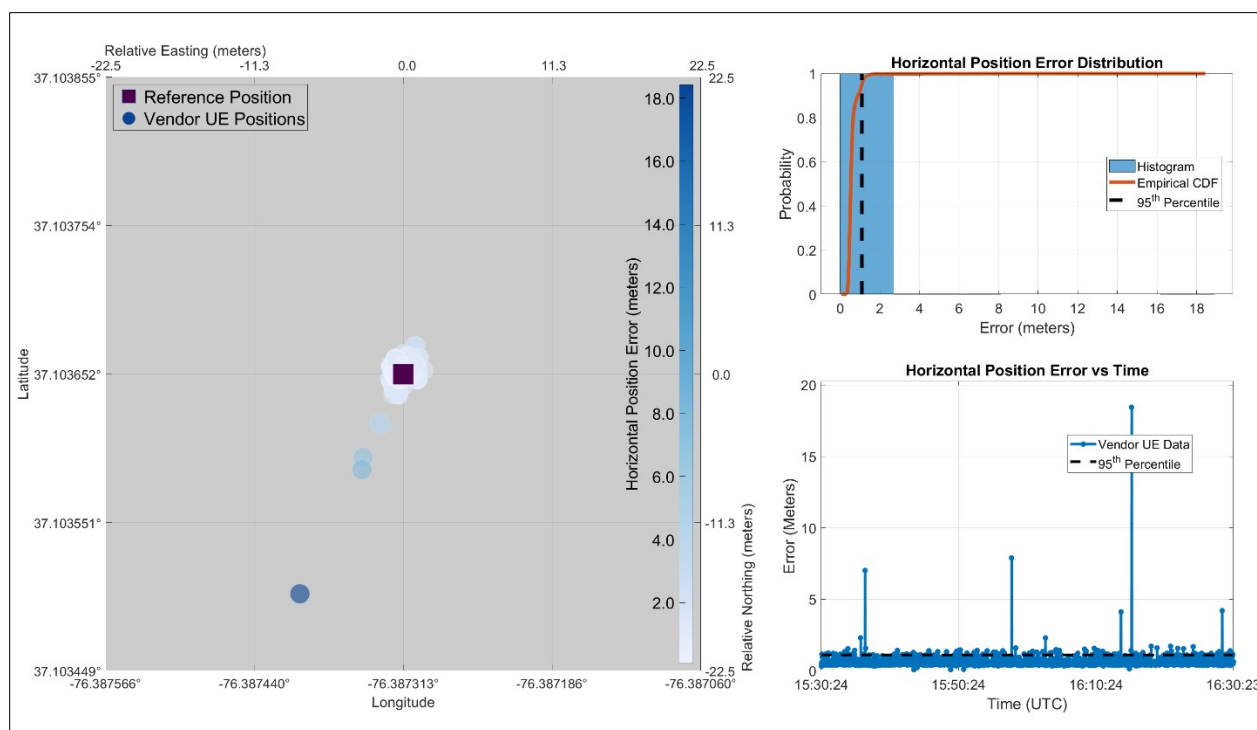 Relative Easting (meters)
-22.5 -11.3 0.0 11.3 22.5
37.103855° 22.5
Reference Position
Vendor UE Positions
18.0
16.0
14.0
37.103754° 11.3
12.0
10.0
Horizontal Position Error (meters)
Latitude
37.103652° 0.0
8.0
6.0
4.0
37.103551° -11.3
2.0
Relative Northing (meters)
37.103449° -22.5
-76.387566° -76.387440° -76.387313° -76.387186° -76.387060°
Longitude
Horizontal Position Error Distribution
1
0.8
0.6
0.4
0.2
0
Probability
Histogram
Empirical CDF
95th Percentile
0 2 4 6 8 10 12 14 16 18
Error (meters)
Horizontal Position Error vs Time
20
15
10
5
0
Error (Meters)
Vendor UE Data
95th Percentile
15:30:24 15:50:24 16:10:24 16:30:23
Time (UTC)